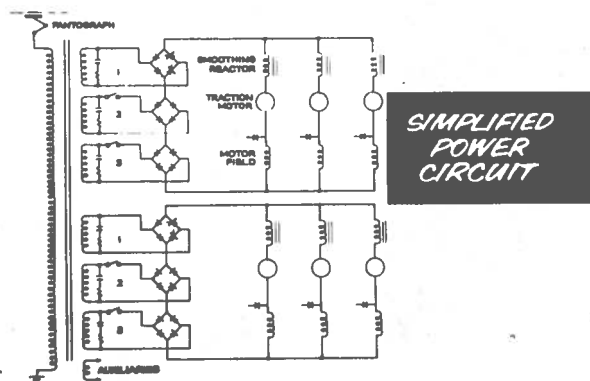 PANTOGRAPH
SMOOTHING
REACTOR
1
TRACTION
MOTOR
2
MOTOR
FIELD
3
SIMPLIFIED
POWER
CIRCUIT
1
2
3
AUXILIARIES